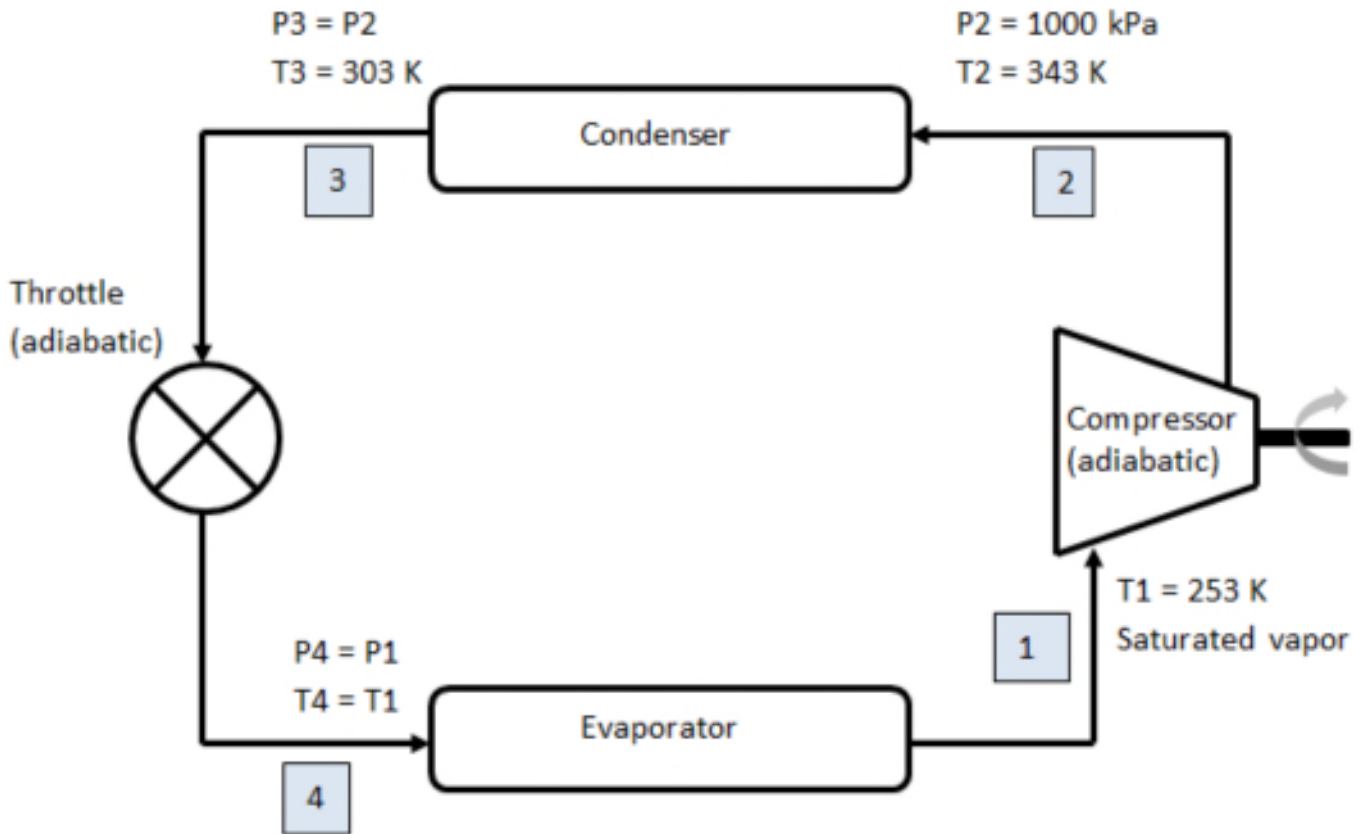 P3 = P2
T3 = 303 K
P2 = 1000 kPa
T2 = 343 K
Condenser
3
2
Throttle
(adiabatic)
Compressor
(adiabatic)
T1 = 253 K
Saturated vapor
1
P4 = P1
T4 = T1
Evaporator
4